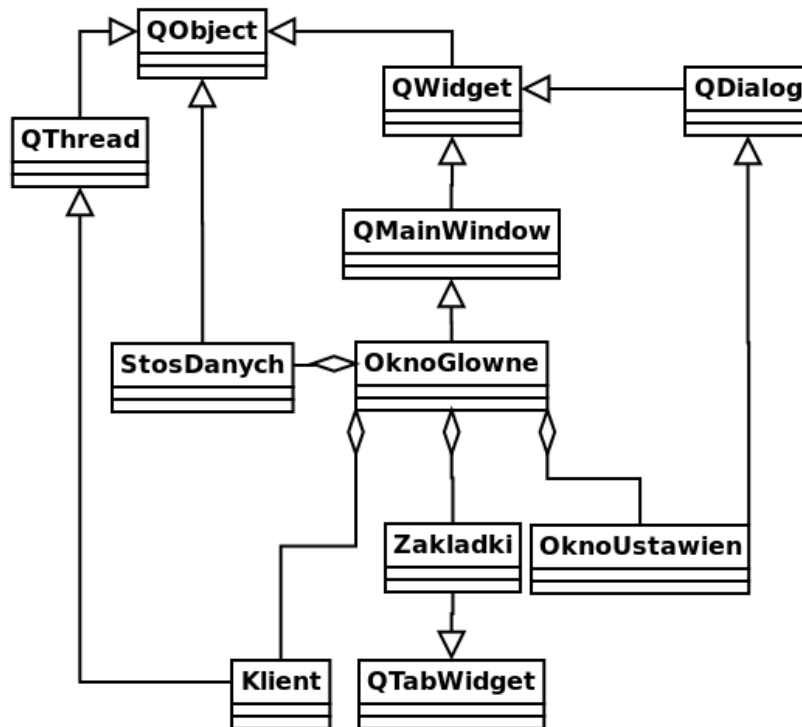 QObject
QWidget
QDialog
QThread
QMainWindow
StosDanych
OknoGlowne
Zakladki
OknoUstawien
Klient
QTabWidget